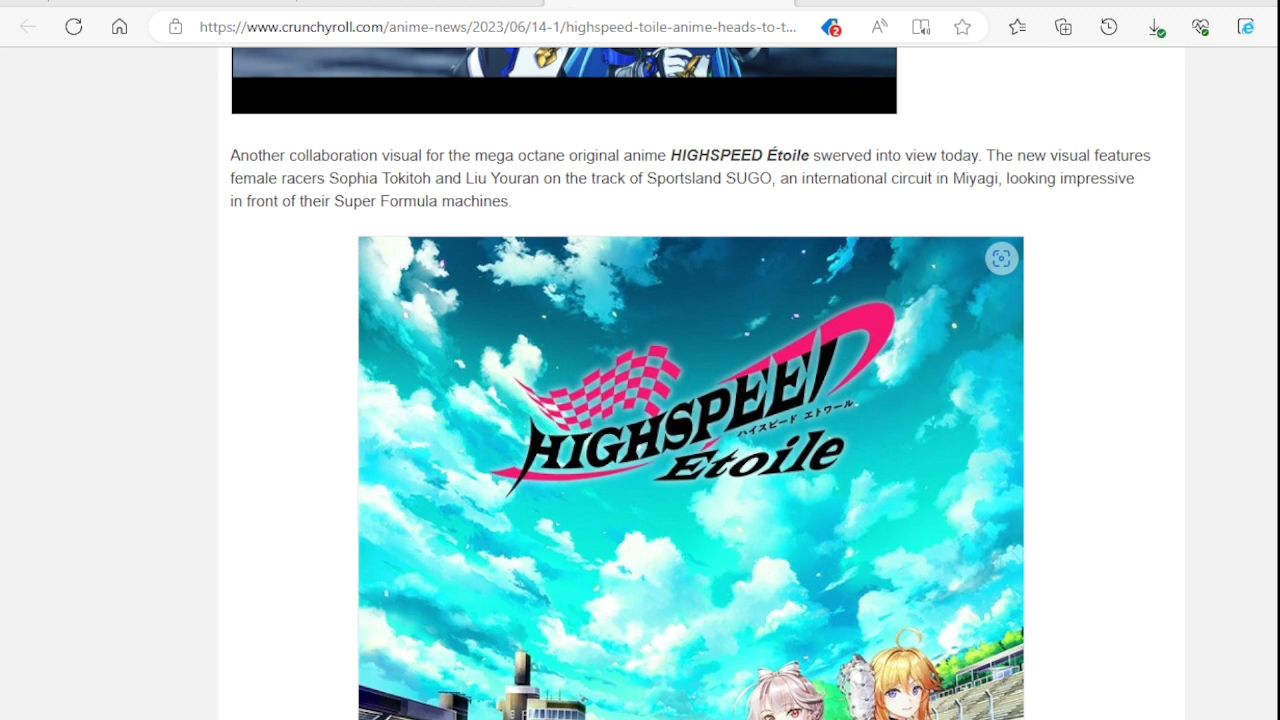 https://www.crunchyroll.com/anime-news/2023/06/14-1/highspeed-toile-anime-heads-to-t...
2
Another collaboration visual for the mega octane original anime HIGHSPEED Étoile swerved into view today. The new visual features
female racers Sophia Tokitoh and Liu Youran on the track of Sportsland SUGO, an international circuit in Miyagi, looking impressive
in front of their Super Formula machines.
HIGHSPEED
ハイスピード エトワール
Étoile